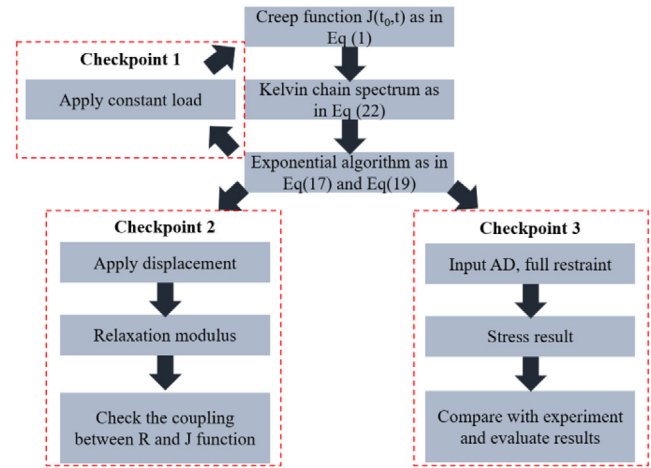 Creep function J(t₀,t) as in
Eq (1)
Checkpoint 1
Apply constant load
Kelvin chain spectrum as
in Eq (22)
Exponential algorithm as in
Eq(17) and Eq(19)
Checkpoint 2
Apply displacement
Relaxation modulus
Check the coupling
between R and J function
Checkpoint 3
Input AD, full restraint
Stress result
Compare with experiment
and evaluate results